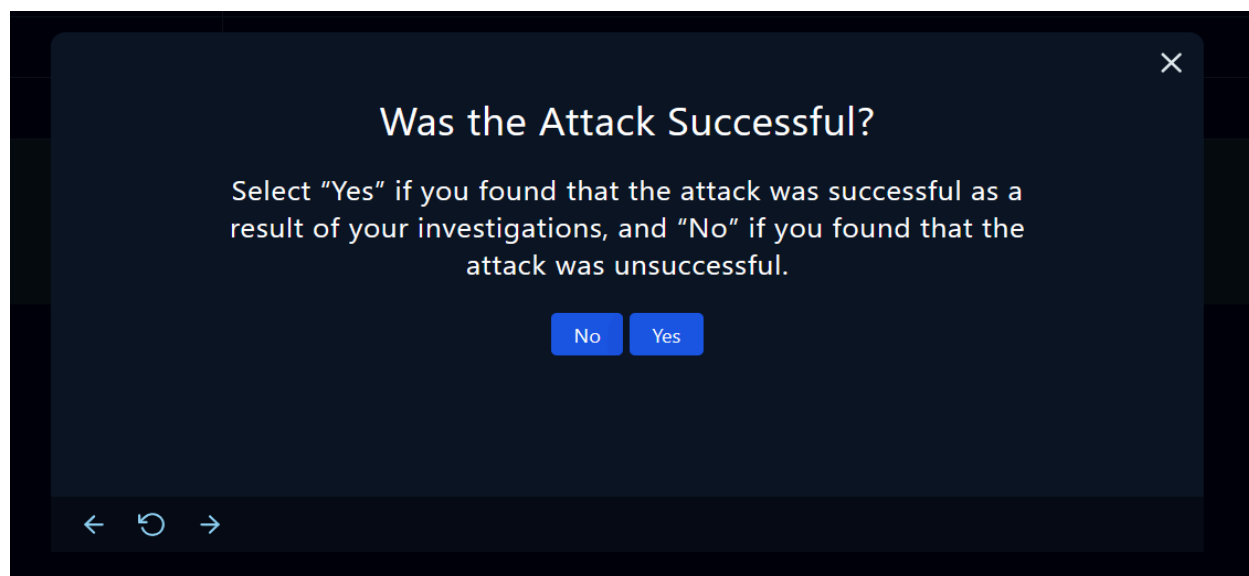 Was the Attack Successful?
Select “Yes” if you found that the attack was successful as a
result of your investigations, and “No” if you found that the
attack was unsuccessful.
No Yes